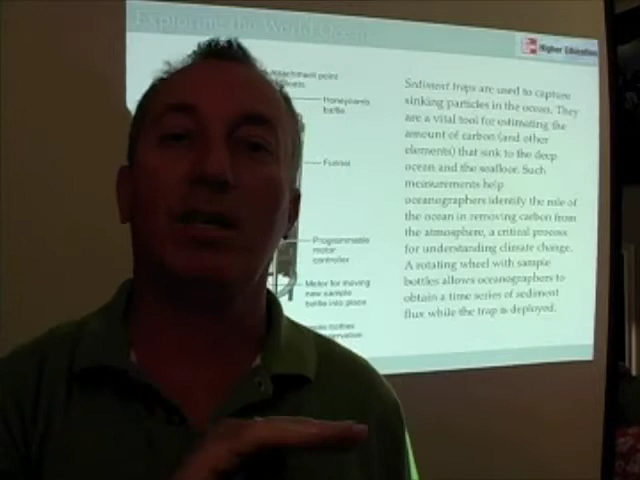 Exploring the World Ocean
Higher Education
Attachment point
Honeycomb
baffle
Funnel
Programmable
motor
controller
Motor for moving
new sample
bottle into place
Sediment traps are used to capture
sinking particles in the ocean. They
are a vital tool for estimating the
amount of carbon (and other
elements) that sink to the deep
ocean and the seafloor. Such
measurements help
oceanographers identify the role of
the ocean in removing carbon from
the atmosphere, a critical process
for understanding climate change.
A rotating wheel with sample
bottles allows oceanographers to
obtain a time series of sediment
flux while the trap is deployed.